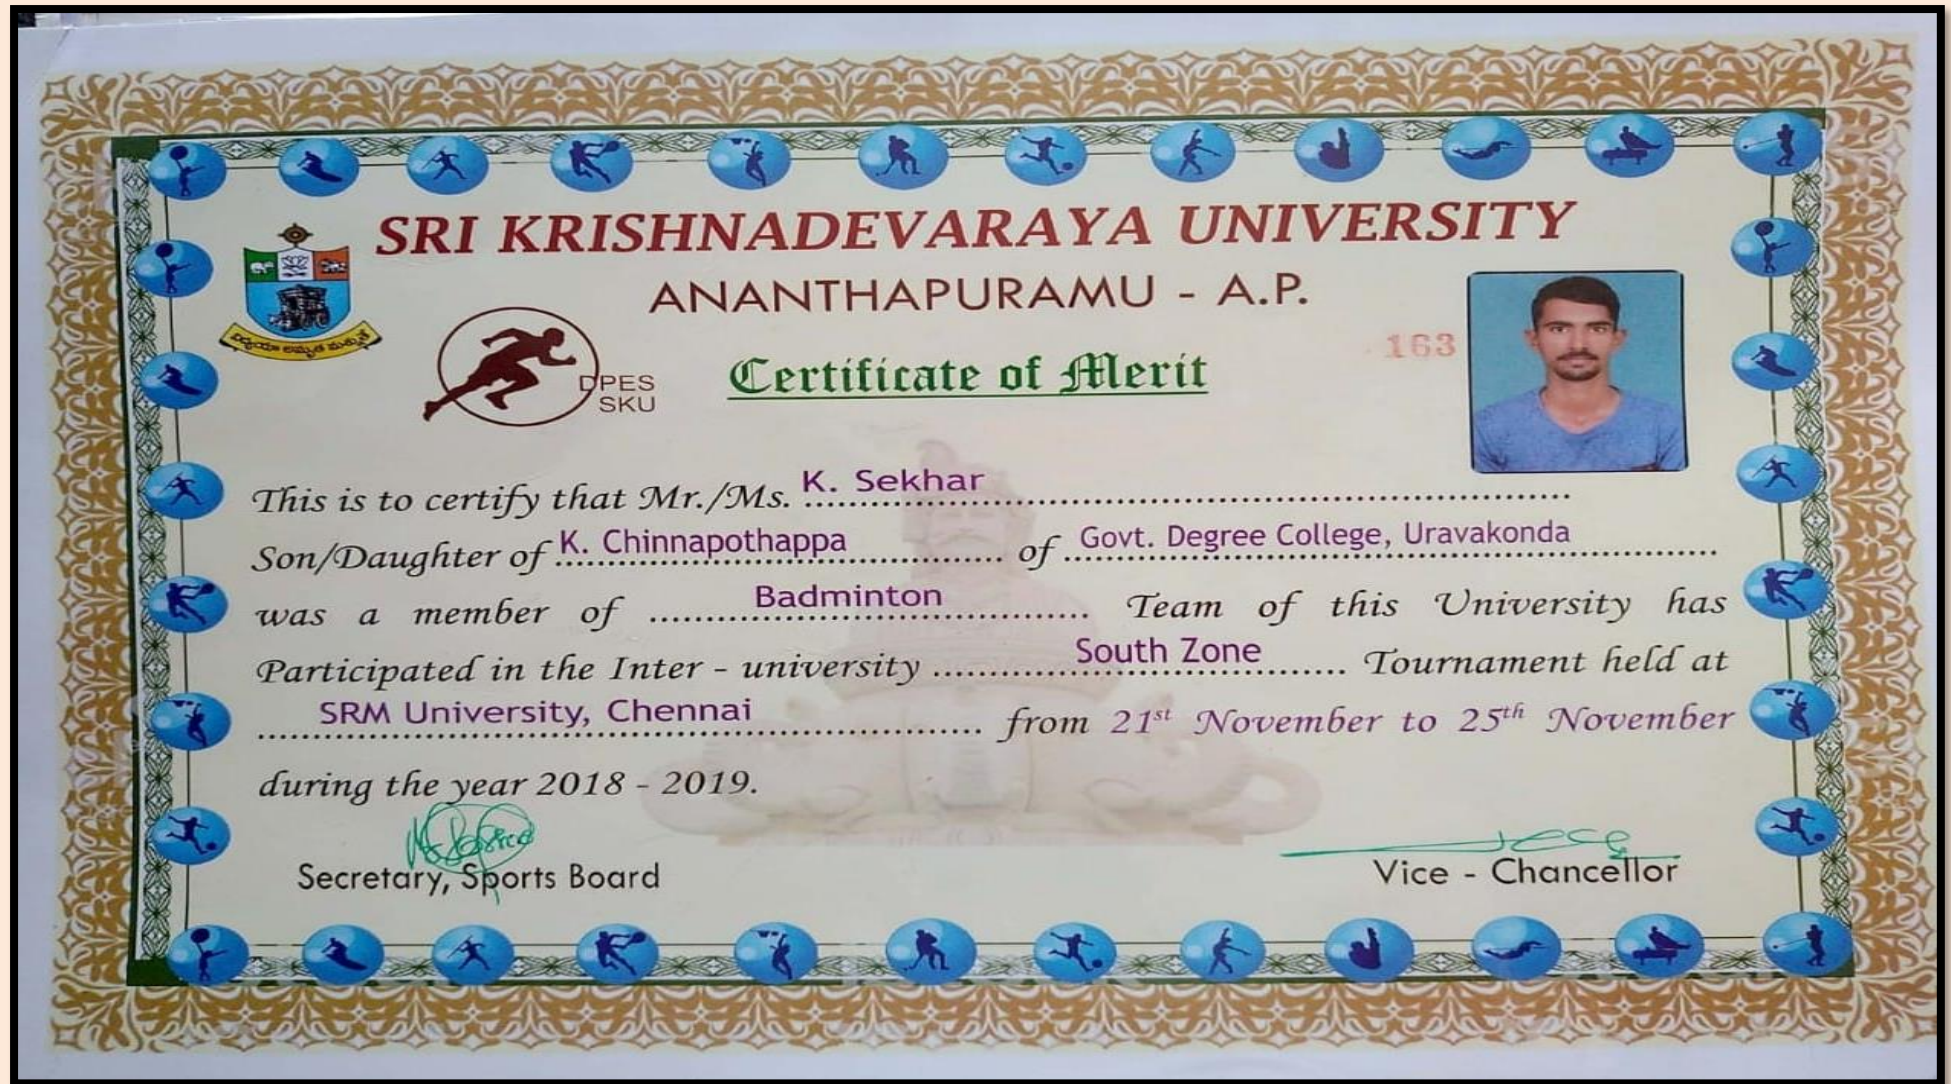 SRI KRISHNADEVARAYA UNIVERSITY
ANANTHAPURAMU - A.P.
163
DPES
SKU
Certificate of Merit
This is to certify that Mr./Ms. K. Sekhar
Son/Daughter of K. Chinnapothappa of Govt. Degree College, Uravakonda
was a member of Badminton Team of this University has
Participated in the Inter - university South Zone Tournament held at
SRM University, Chennai from 21st November to 25th November
during the year 2018 - 2019.
Secretary, Sports Board
Vice - Chancellor